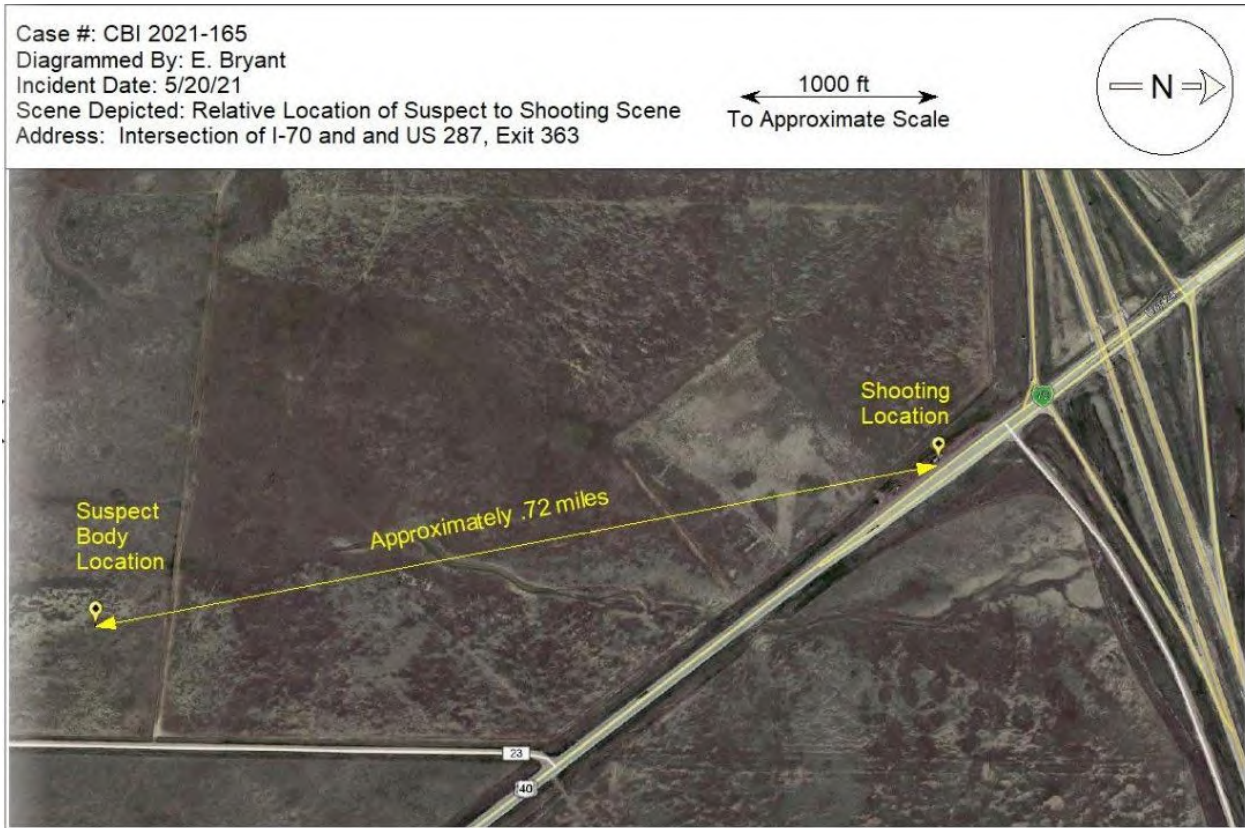 Case #: CBI 2021-165
Diagrammed By: E. Bryant
Incident Date: 5/20/21
Scene Depicted: Relative Location of Suspect to Shooting Scene
Address: Intersection of I-70 and and US 287, Exit 363
1000 ft
To Approximate Scale
N
Shooting
Location
Approximately .72 miles
Suspect
Body
Location
23
40